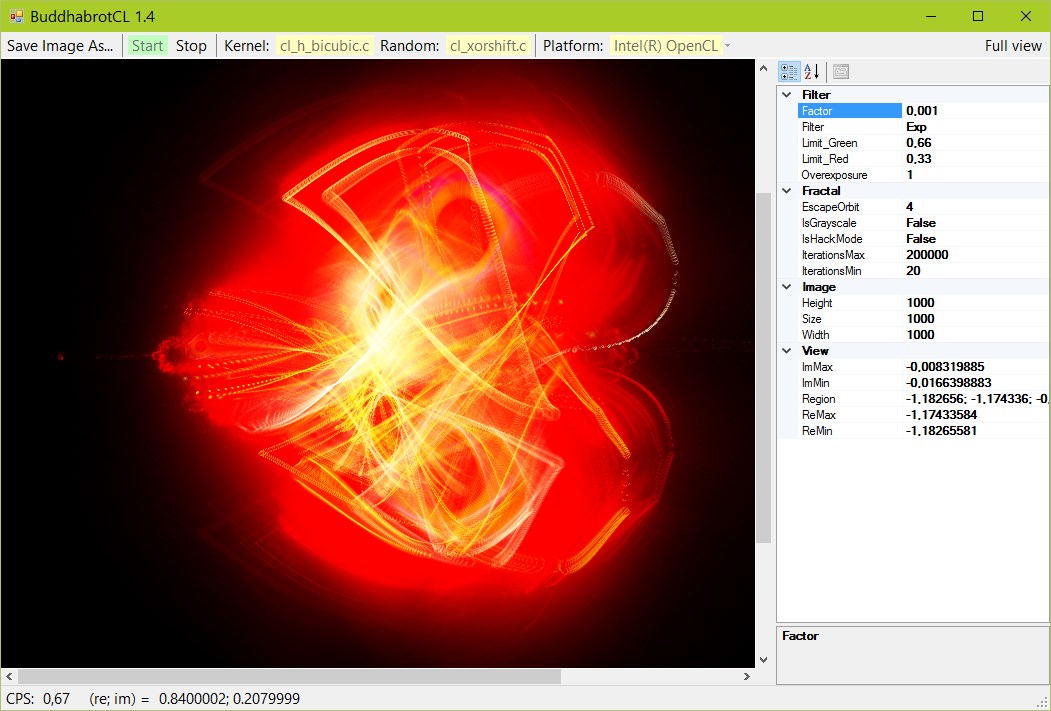 BuddhabrotCL 1.4
Save Image As... Start Stop Kernel: cl_h_bicubic.c Random: cl_xorshift.c Platform: Intel(R) OpenCL Full view
Filter
Factor 0,001
Filter Exp
Limit_Green 0,66
Limit_Red 0,33
Overexposure 1
Fractal
EscapeOrbit 4
IsGrayscale False
IsHackMode False
IterationsMax 200000
IterationsMin 20
Image
Height 1000
Size 1000
Width 1000
View
ImMax -0,008319885
ImMin -0,0166398883
Region -1,182656; -1,174336; -0,
ReMax -1,17433584
ReMin -1,18265581
Factor
CPS: 0,67 (re; im) = 0.8400002; 0.2079999